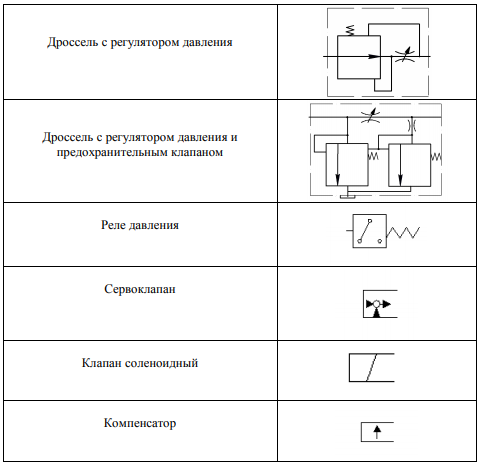 Дроссель с регулятором давления
Дроссель с регулятором давления и
предохранительным клапаном
Реле давления
Сервоклапан
Клапан соленоидный
Компенсатор